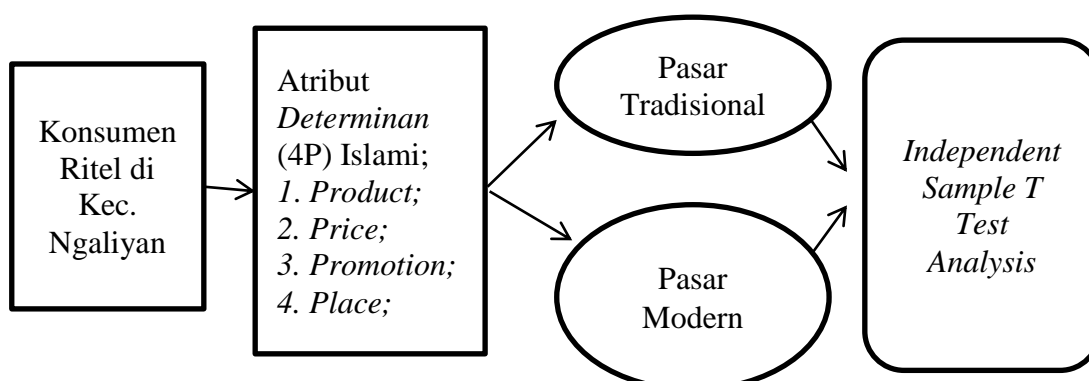 Konsumen
Ritel di
Kec.
Ngaliyan
Atribut
Determinan
(4P) Islami;
1. Product;
2. Price;
3. Promotion;
4. Place;
Pasar
Tradisional
Pasar
Modern
Independent
Sample T
Test
Analysis